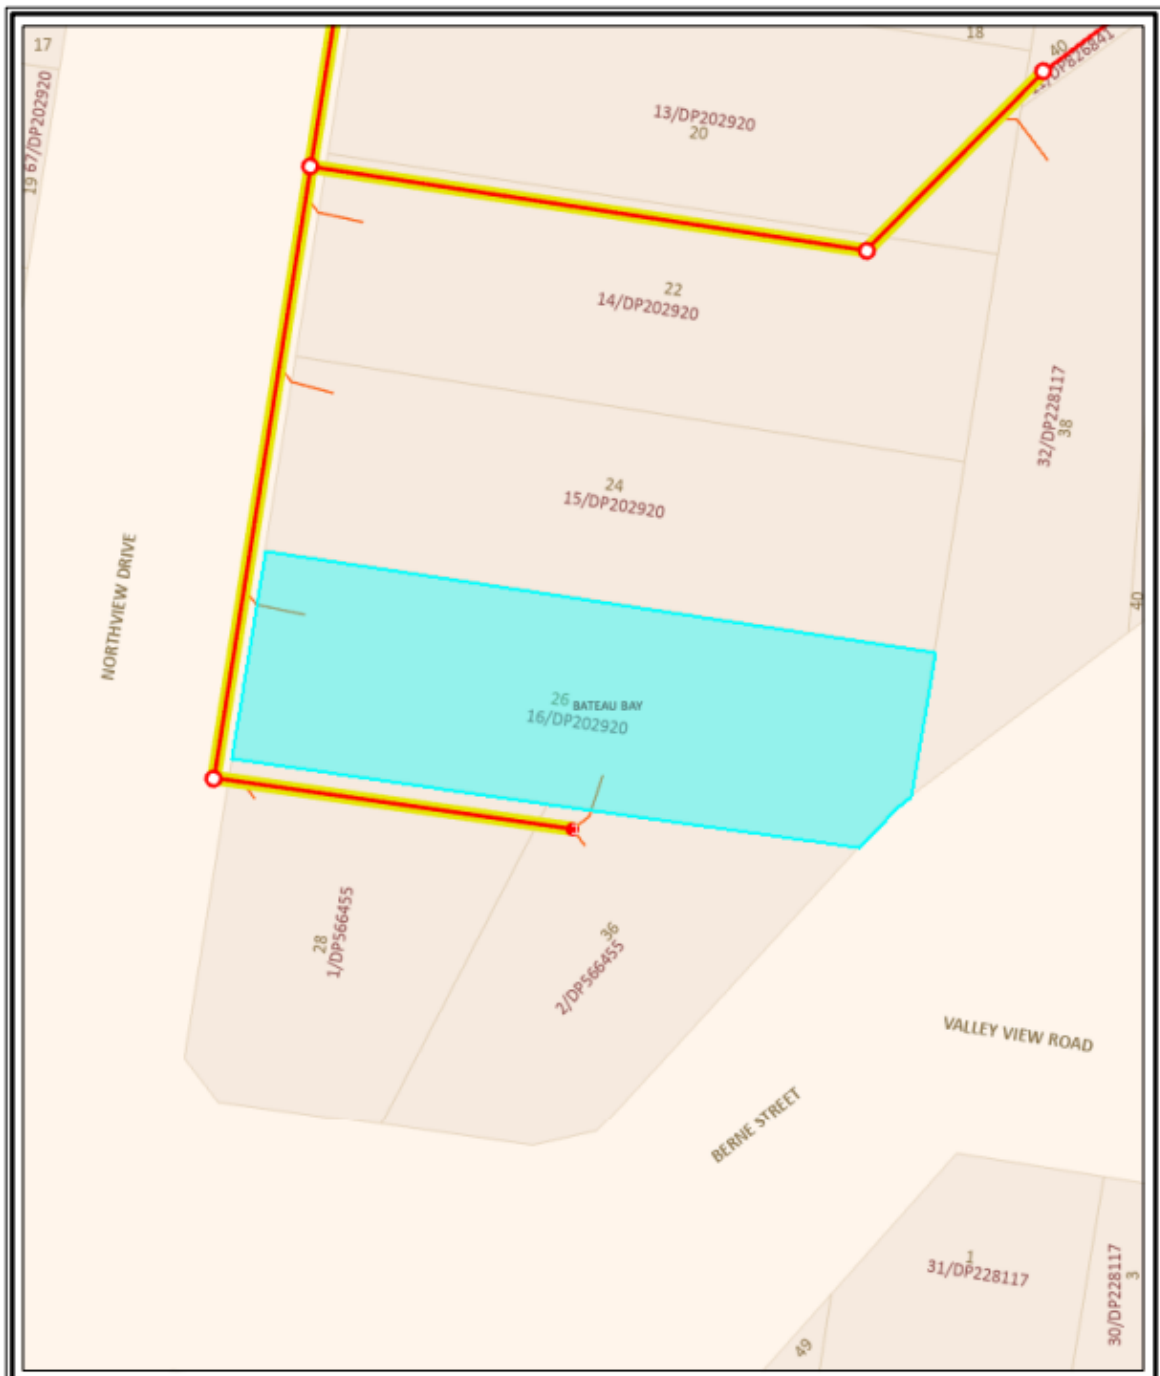 17
67/DP202920
19
18
40
11/DP826841
13/DP202920
20
22
14/DP202920
32/DP228117
38
24
15/DP202920
NORTHVIEW DRIVE
40
26
BATEAU BAY
16/DP202920
28
1/DP566455
36
2/DP566455
VALLEY VIEW ROAD
BERNE STREET
1
31/DP228117
30/DP228117
3
49